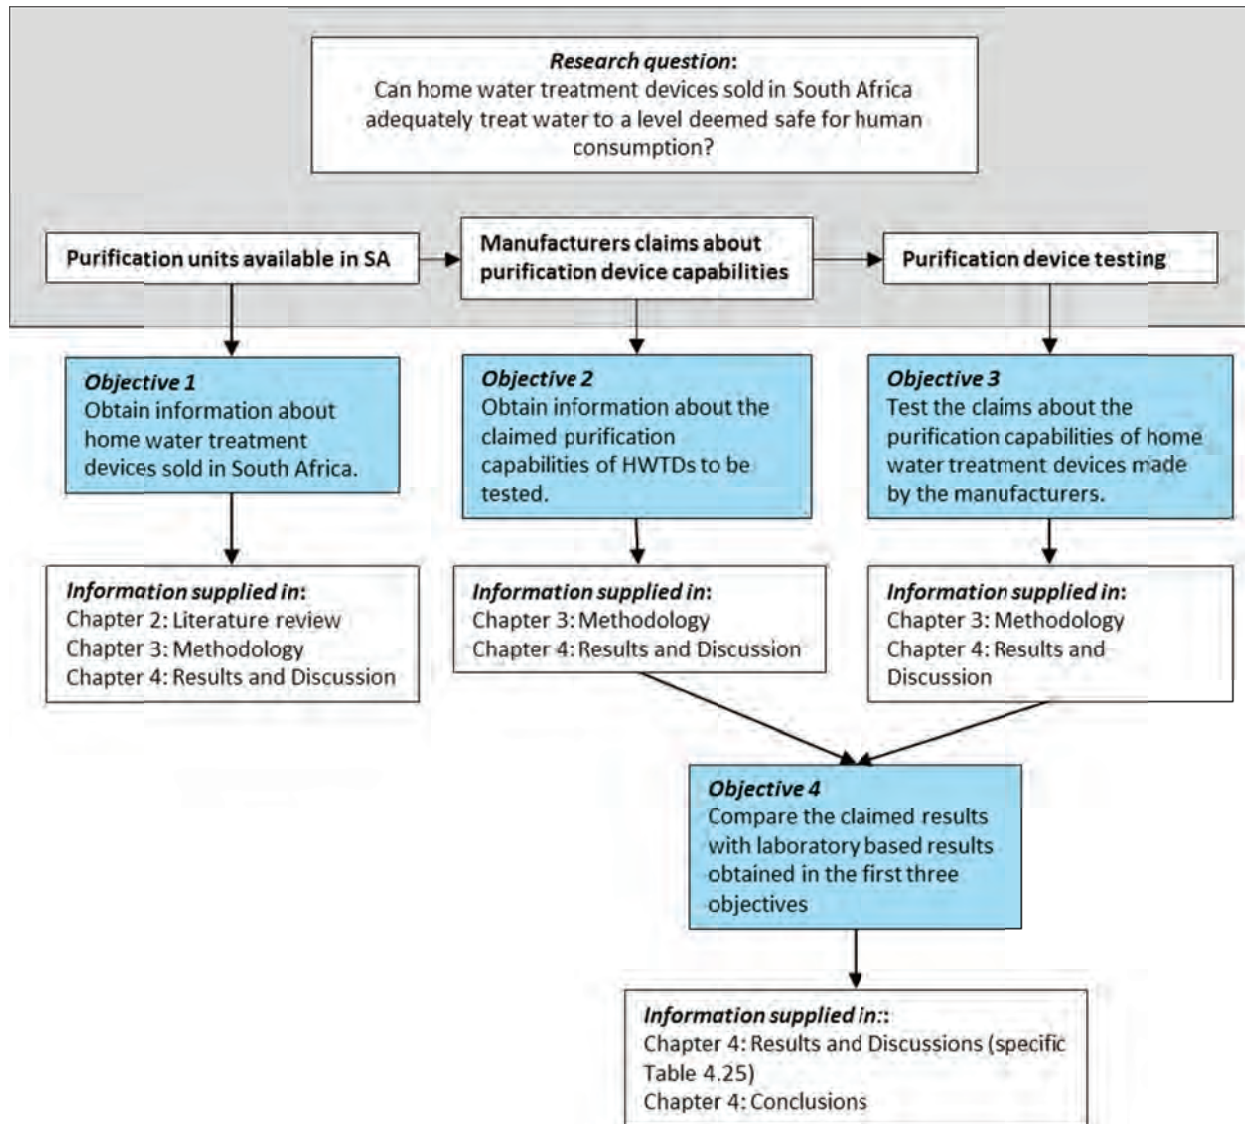 Research question:
Can home water treatment devices sold in South Africa
adequately treat water to a level deemed safe for human
consumption?
Purification units available in SA
Manufacturers claims about
purification device capabilities
Purification device testing
Objective 1
Obtain information about
home water treatment
devices sold in South Africa.
Objective 2
Obtain information about the
claimed purification
capabilities of HWTDs to be
tested.
Objective 3
Test the claims about the
purification capabilities of home
water treatment devices made
by the manufacturers.
Information supplied in:
Chapter 2: Literature review
Chapter 3: Methodology
Chapter 4: Results and Discussion
Information supplied in:
Chapter 3: Methodology
Chapter 4: Results and Discussion
Information supplied in:
Chapter 3: Methodology
Chapter 4: Results and
Discussion
Objective 4
Compare the claimed results
with laboratory based results
obtained in the first three
objectives
Information supplied in::
Chapter 4: Results and Discussions (specific
Table 4.25)
Chapter 4: Conclusions